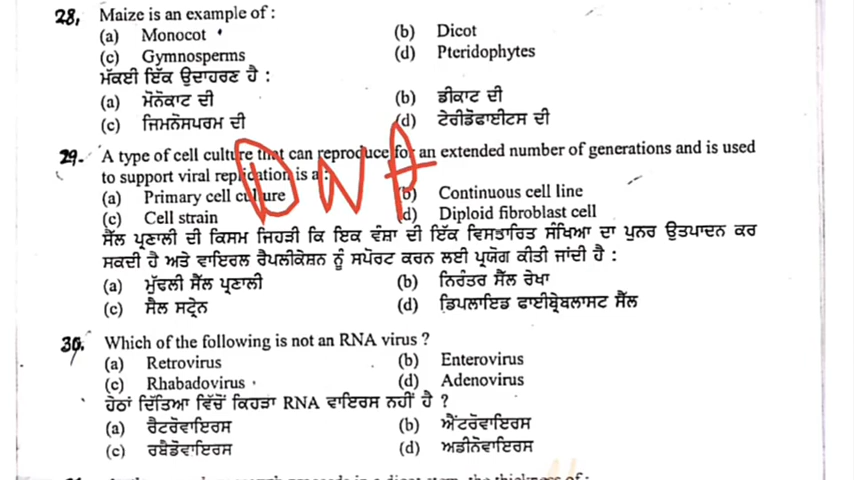 28, Maize is an example of :
(a) Monocot (b) Dicot
(c) Gymnosperms (d) Pteridophytes
ਮੱਕਈ ਇੱਕ ਉਦਾਹਰਣ ਹੈ :
(a) ਮੋਨੋਕਾਟ ਦੀ (b) ਡੀਕਾਟ ਦੀ
(c) ਜਿਮਨੋਸਪਰਮ ਦੀ (d) ਟੇਰੀਡੋਫਾਈਟਸ ਦੀ
29. A type of cell culture that can reproduce for an extended number of generations and is used
to support viral replication is a :
DNA
(a) Primary cell culture (b) Continuous cell line
(c) Cell strain (d) Diploid fibroblast cell
ਸੈੱਲ ਪ੍ਰਣਾਲੀ ਦੀ ਕਿਸਮ ਜਿਹੜੀ ਕਿ ਇਕ ਵੰਸ਼ਾ ਦੀ ਇੱਕ ਵਿਸਤਾਰਿਤ ਸੰਖਿਆ ਦਾ ਪੁਨਰ ਉਤਪਾਦਨ ਕਰ
ਸਕਦੀ ਹੈ ਅਤੇ ਵਾਇਰਲ ਰੈਪਲੀਕੇਸ਼ਨ ਨੂੰ ਸਪੋਰਟ ਕਰਨ ਲਈ ਪ੍ਰਯੋਗ ਕੀਤੀ ਜਾਂਦੀ ਹੈ :
(a) ਮੁੱਢਲੀ ਸੈੱਲ ਪ੍ਰਣਾਲੀ (b) ਨਿਰੰਤਰ ਸੈੱਲ ਰੇਖਾ
(c) ਸੈਲ ਸਟ੍ਰੇਨ (d) ਡਿਪਲਾਇਡ ਫਾਈਬ੍ਰੇਬਲਾਸਟ ਸੈੱਲ
30. Which of the following is not an RNA virus ?
(a) Retrovirus (b) Enterovirus
(c) Rhabadovirus (d) Adenovirus
ਹੇਠਾਂ ਦਿੱਤਿਆ ਵਿੱਚੋਂ ਕਿਹੜਾ RNA ਵਾਇਰਸ ਨਹੀਂ ਹੈ ?
(a) ਰੈਟਰੋਵਾਇਰਸ (b) ਐਂਟਰੋਵਾਇਰਸ
(c) ਰਬੈਡੋਵਾਇਰਸ (d) ਅਡੀਨੋਵਾਇਰਸ